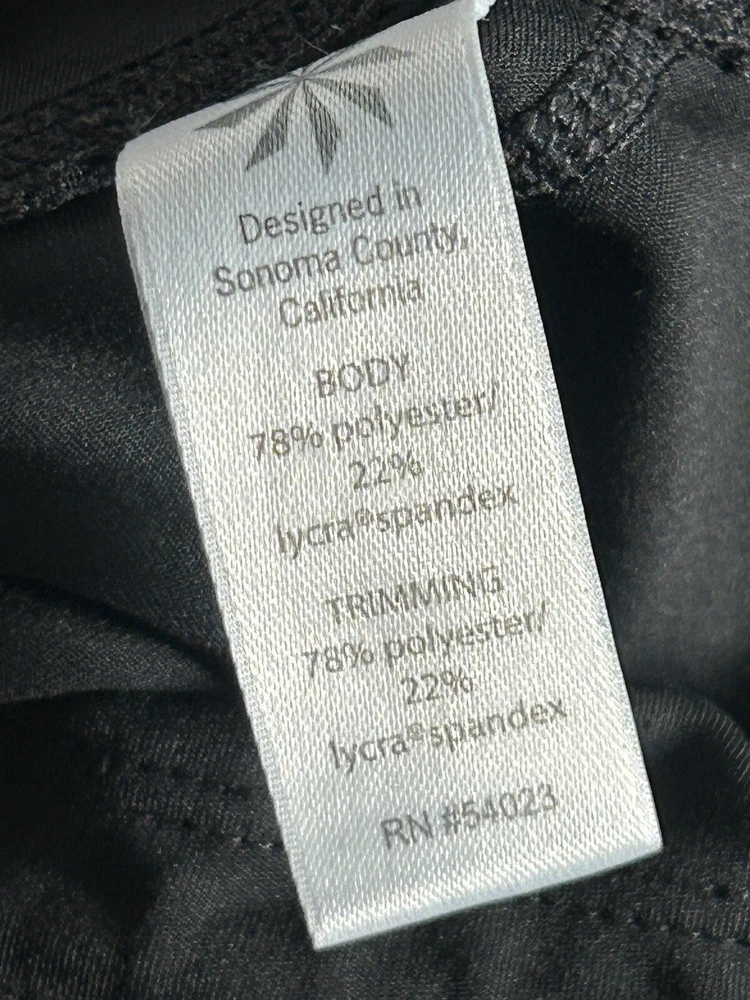 Designed in
Sonoma County,
California
BODY
78% polyester/
22%
lycra®spandex
TRIMMING
78% polyester/
22%
lycra®spandex
RN #54023